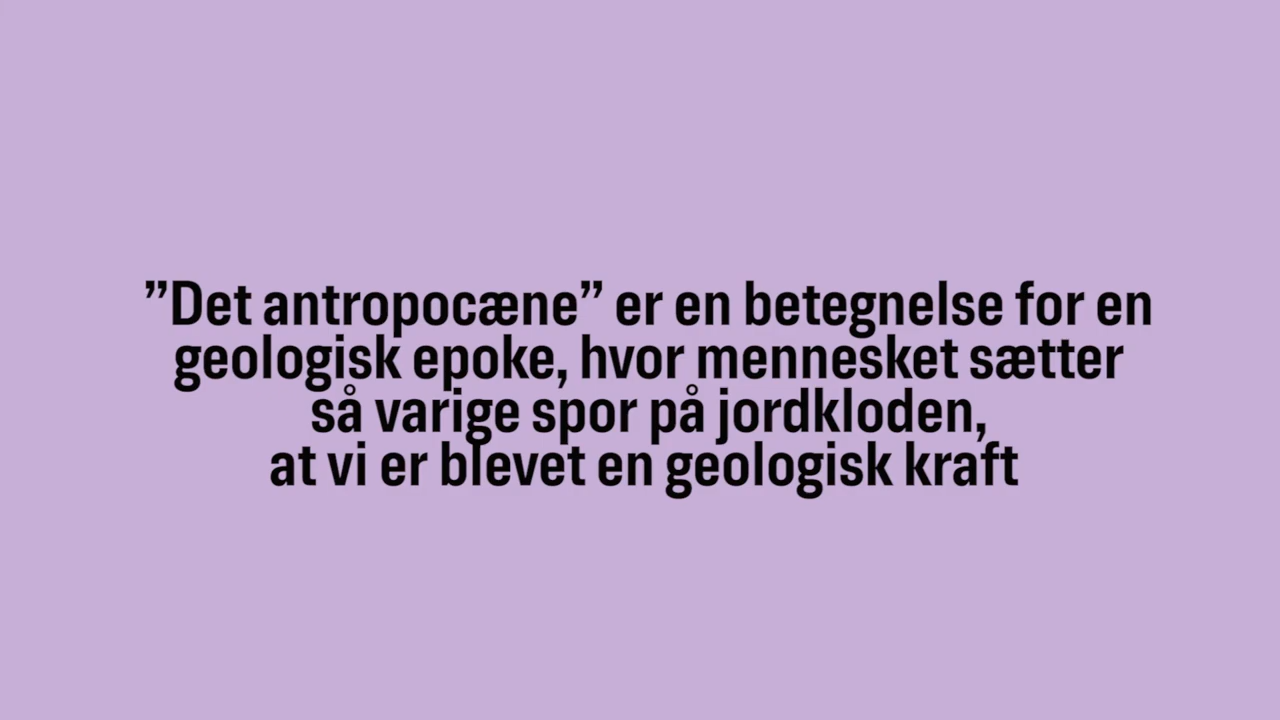 ”Det antropocæne” er en betegnelse for en
geologisk epoke, hvor mennesket sætter
så varige spor på jordkloden,
at vi er blevet en geologisk kraft